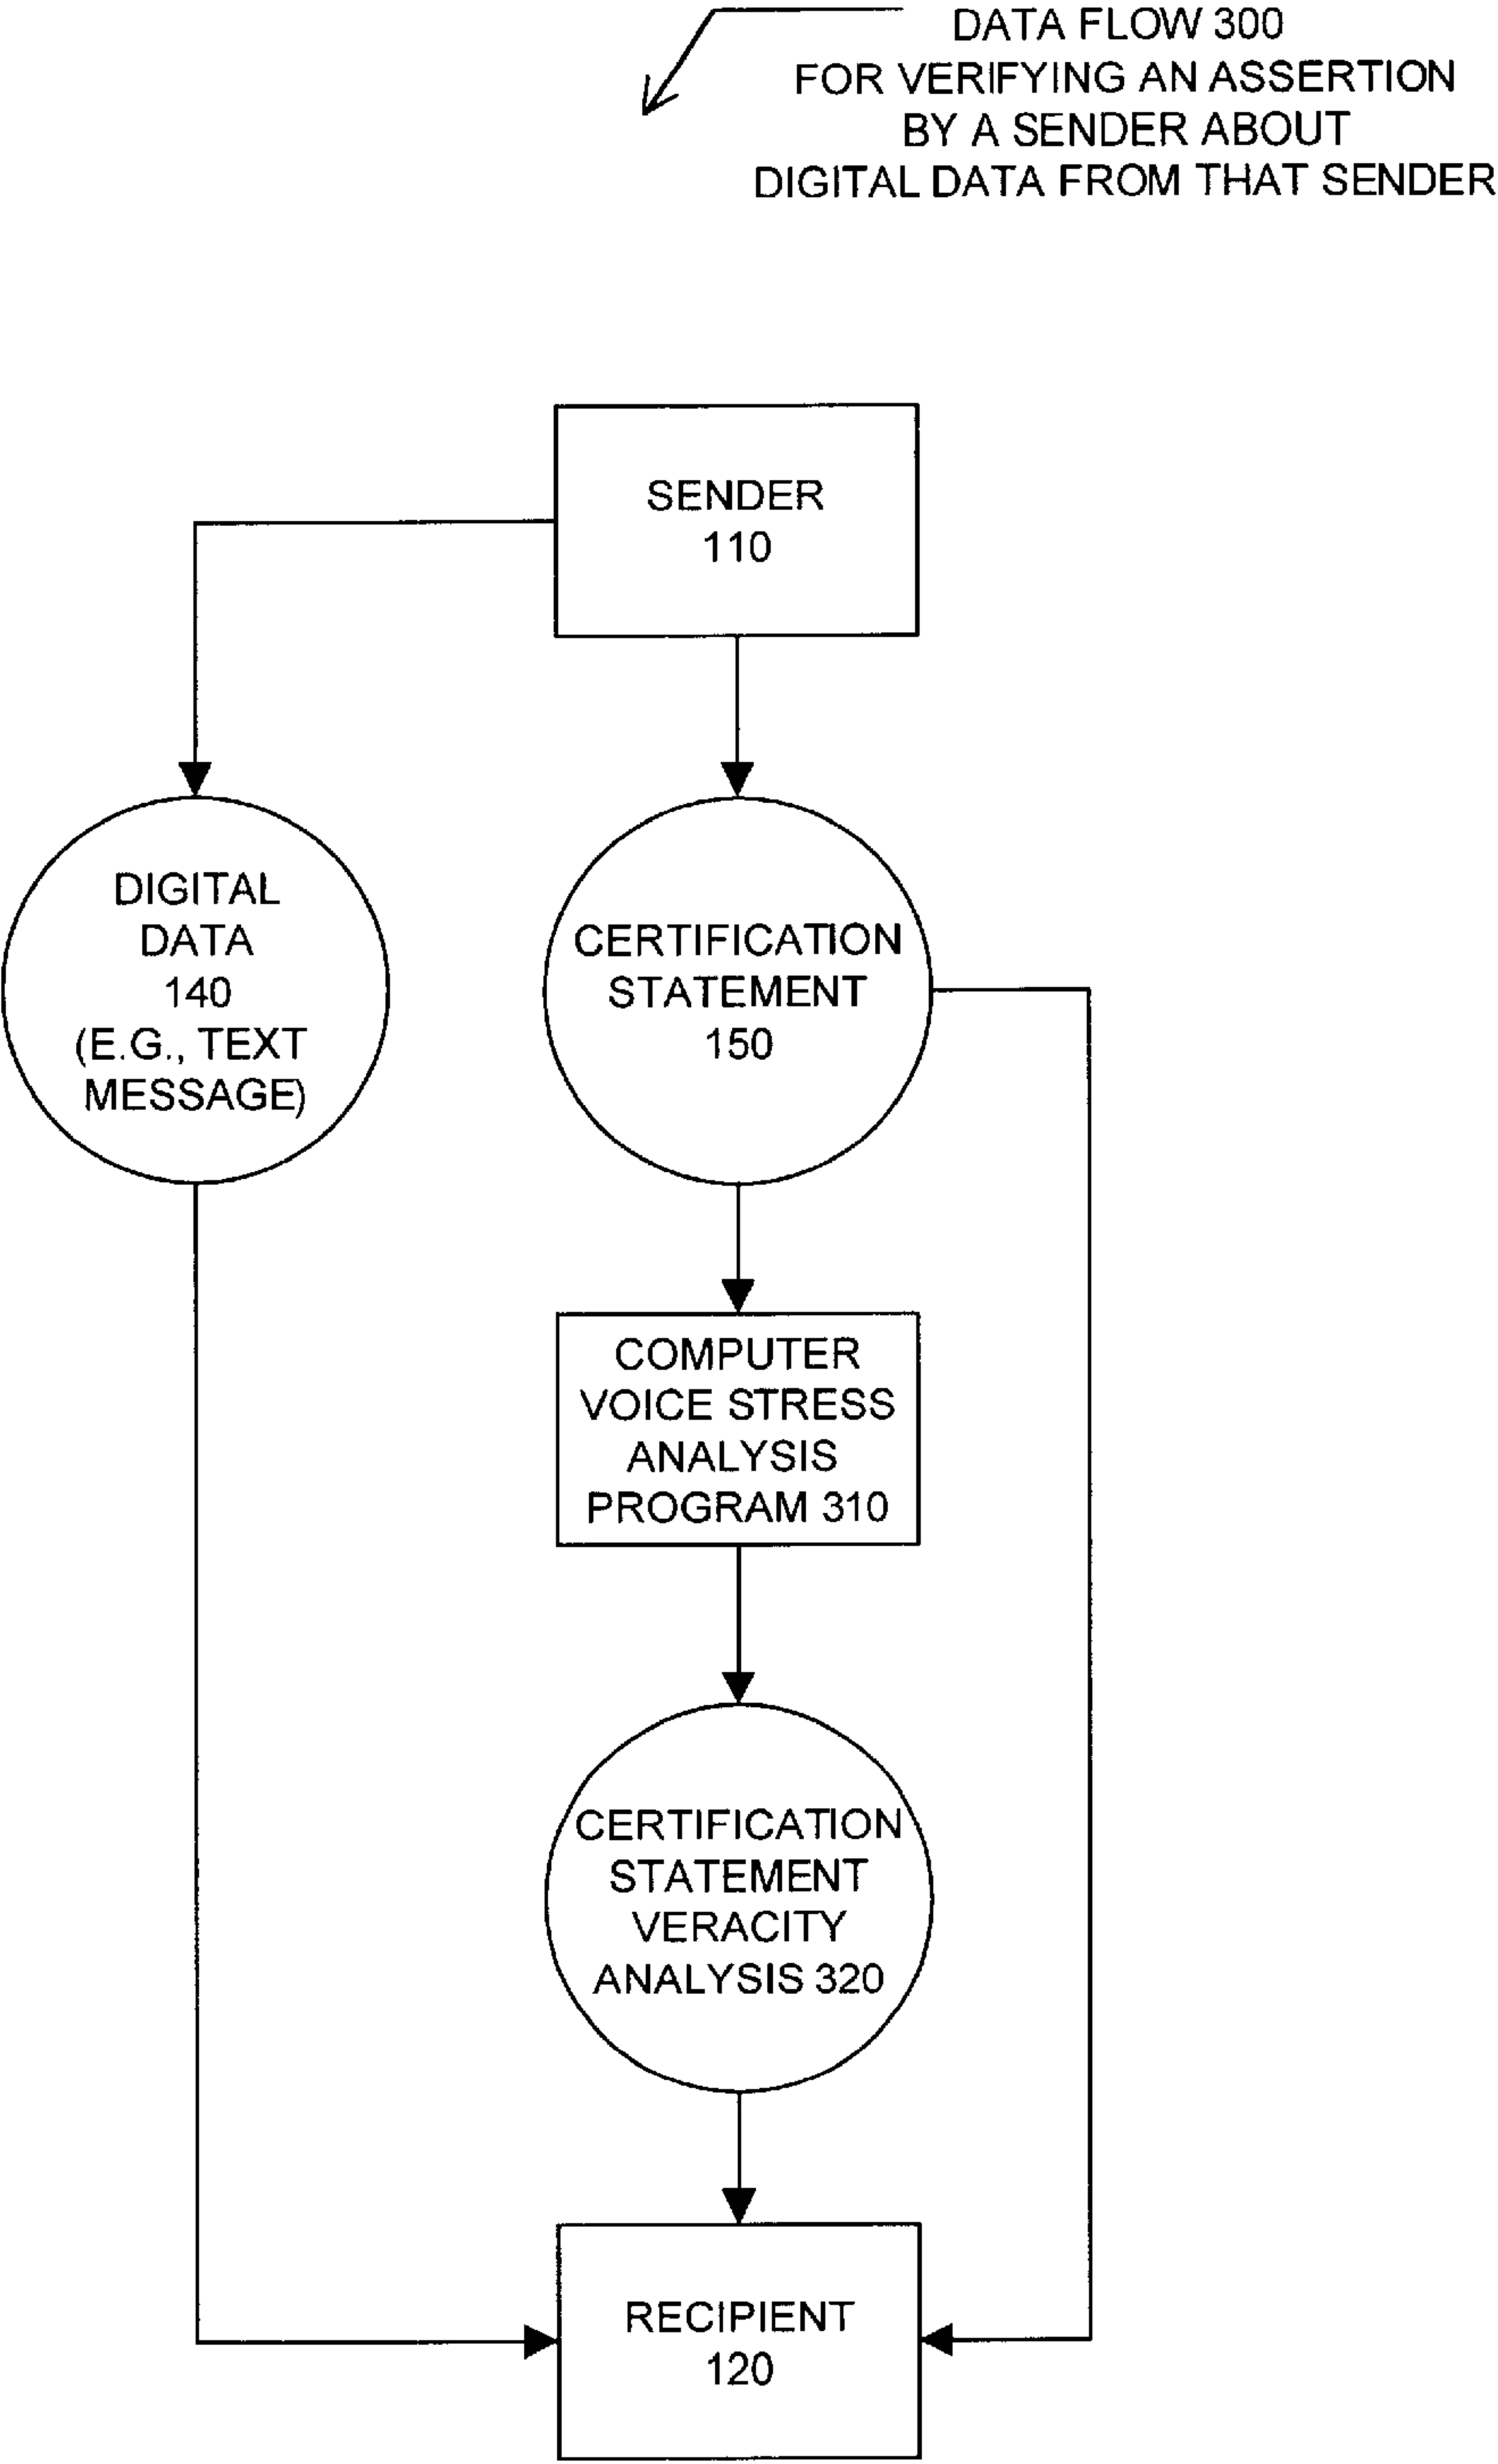 DATA FLOW 300
FOR VERIFYING AN ASSERTION
BY A SENDER ABOUT
DIGITAL DATA FROM THAT SENDER
SENDER
110
DIGITAL
DATA
140
(E.G., TEXT
MESSAGE)
CERTIFICATION
STATEMENT
150
COMPUTER
VOICE STRESS
ANALYSIS
PROGRAM 310
CERTIFICATION
STATEMENT
VERACITY
ANALYSIS 320
RECIPIENT
120